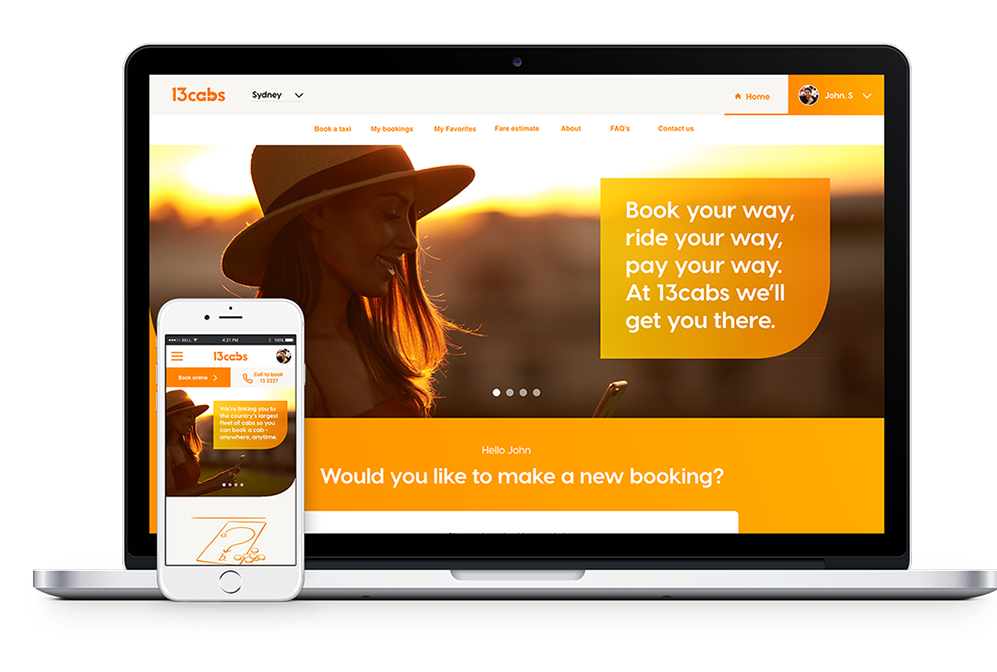 13cabs
Sydney
Home
John. S
Book a taxi
My bookings
My Favorites
Fare estimate
About
FAQ's
Contact us
Book your way,
ride your way,
pay your way.
At 13cabs we'll
get you there.
Hello John
Would you like to make a new booking?
BELL
4:21 PM
100%
13cabs
Book online
Call to book
13 2227
We're linking you to
the country's largest
fleet of cabs so you
can book a cab -
anywhere, anytime.